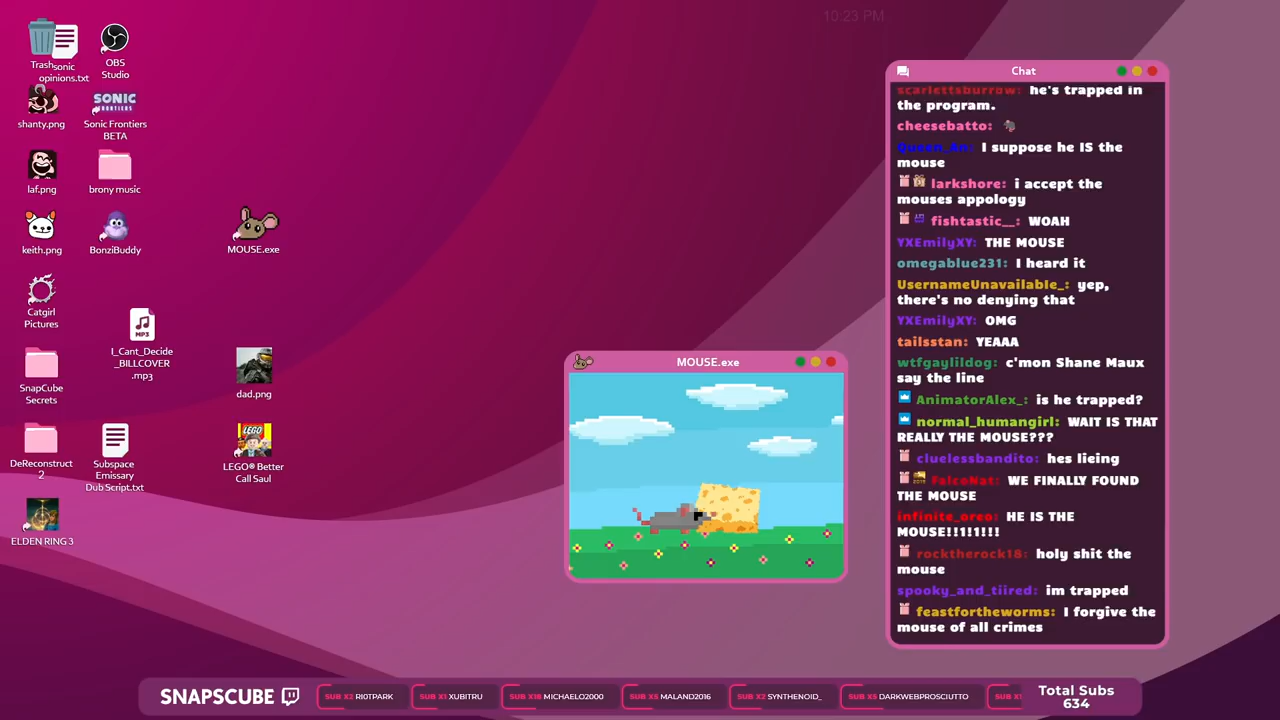 10:23 PM
Trash
sonic
opinions.txt
OBS
Studio
shanty.png
SONIC
FRONTIERS
Sonic Frontiers
BETA
laf.png
brony music
keith.png
BonziBuddy
MOUSE.exe
Catgirl
Pictures
MP3
I_Cant_Decide
_BILLCOVER
.mp3
SnapCube
Secrets
dad.png
DeReconstruct
2
Subspace
Emissary
Dub Script.txt
LEGO
LEGO® Better
Call Saul
ELDEN RING 3
MOUSE.exe
Chat
scarlettsburrow: he's trapped in
the program.
cheesebatto:
Queen_An: I suppose he IS the
mouse
larkshore: i accept the
mouses appology
fishtastic__: WOAH
YXEmilyXY: THE MOUSE
omegablue231: I heard it
UsernameUnavailable_: yep,
there's no denying that
YXEmilyXY: OMG
tailsstan: YEAAA
wtfgaylildog: c'mon Shane Maux
say the line
AnimatorAlex_: is he trapped?
normal_humangirl: WAIT IS THAT
REALLY THE MOUSE???
cluelessbandito: hes lieing
FalcoNat: WE FINALLY FOUND
THE MOUSE
infinite_oreo: HE IS THE
MOUSE!!1!1!!!
rocktherock18: holy shit the
mouse
spooky_and_tiired: im trapped
feastfortheworms: I forgive the
mouse of all crimes
SNAPSCUBE
SUB X2 RI0TPARK
SUB X1 XUBITRU
SUB X16 MICHAELO2000
SUB X5 MALAND2016
SUB X2 SYNTHENOID_
SUB X5 DARKWEBPROSCIUTTO
SUB X1
Total Subs
634